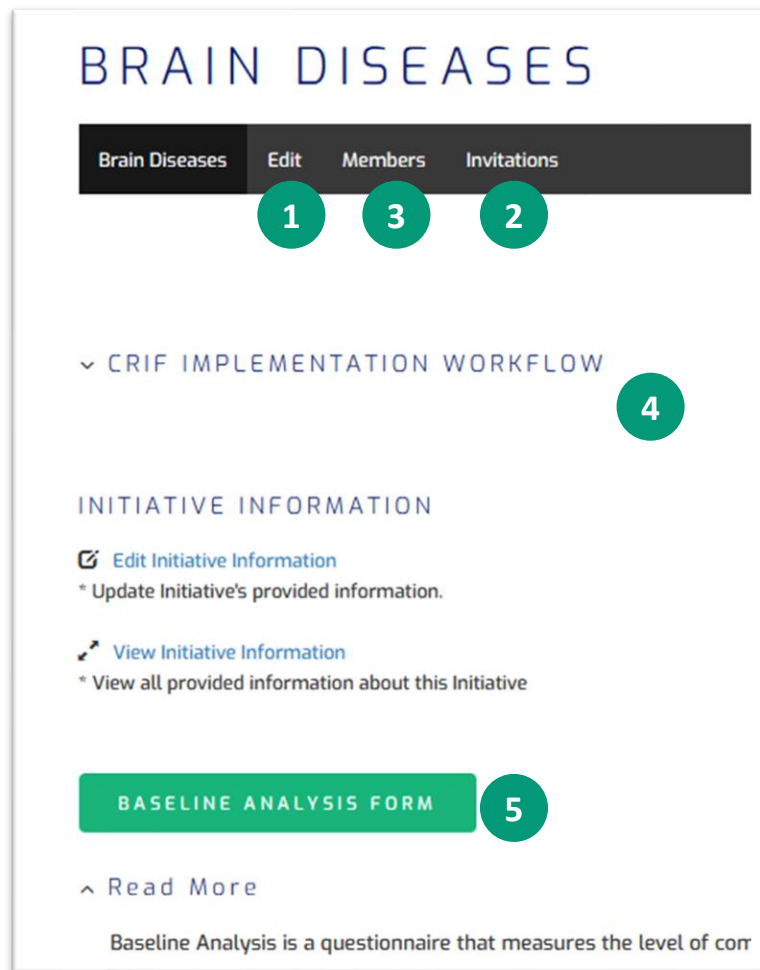 BRAIN DISEASES
Brain Diseases Edit Members Invitations
1 3 2
CRIF IMPLEMENTATION WORKFLOW
4
INITIATIVE INFORMATION
Edit Initiative Information
* Update Initiative's provided information.
View Initiative Information
* View all provided information about this Initiative
BASELINE ANALYSIS FORM
5
Read More
Baseline Analysis is a questionnaire that measures the level of